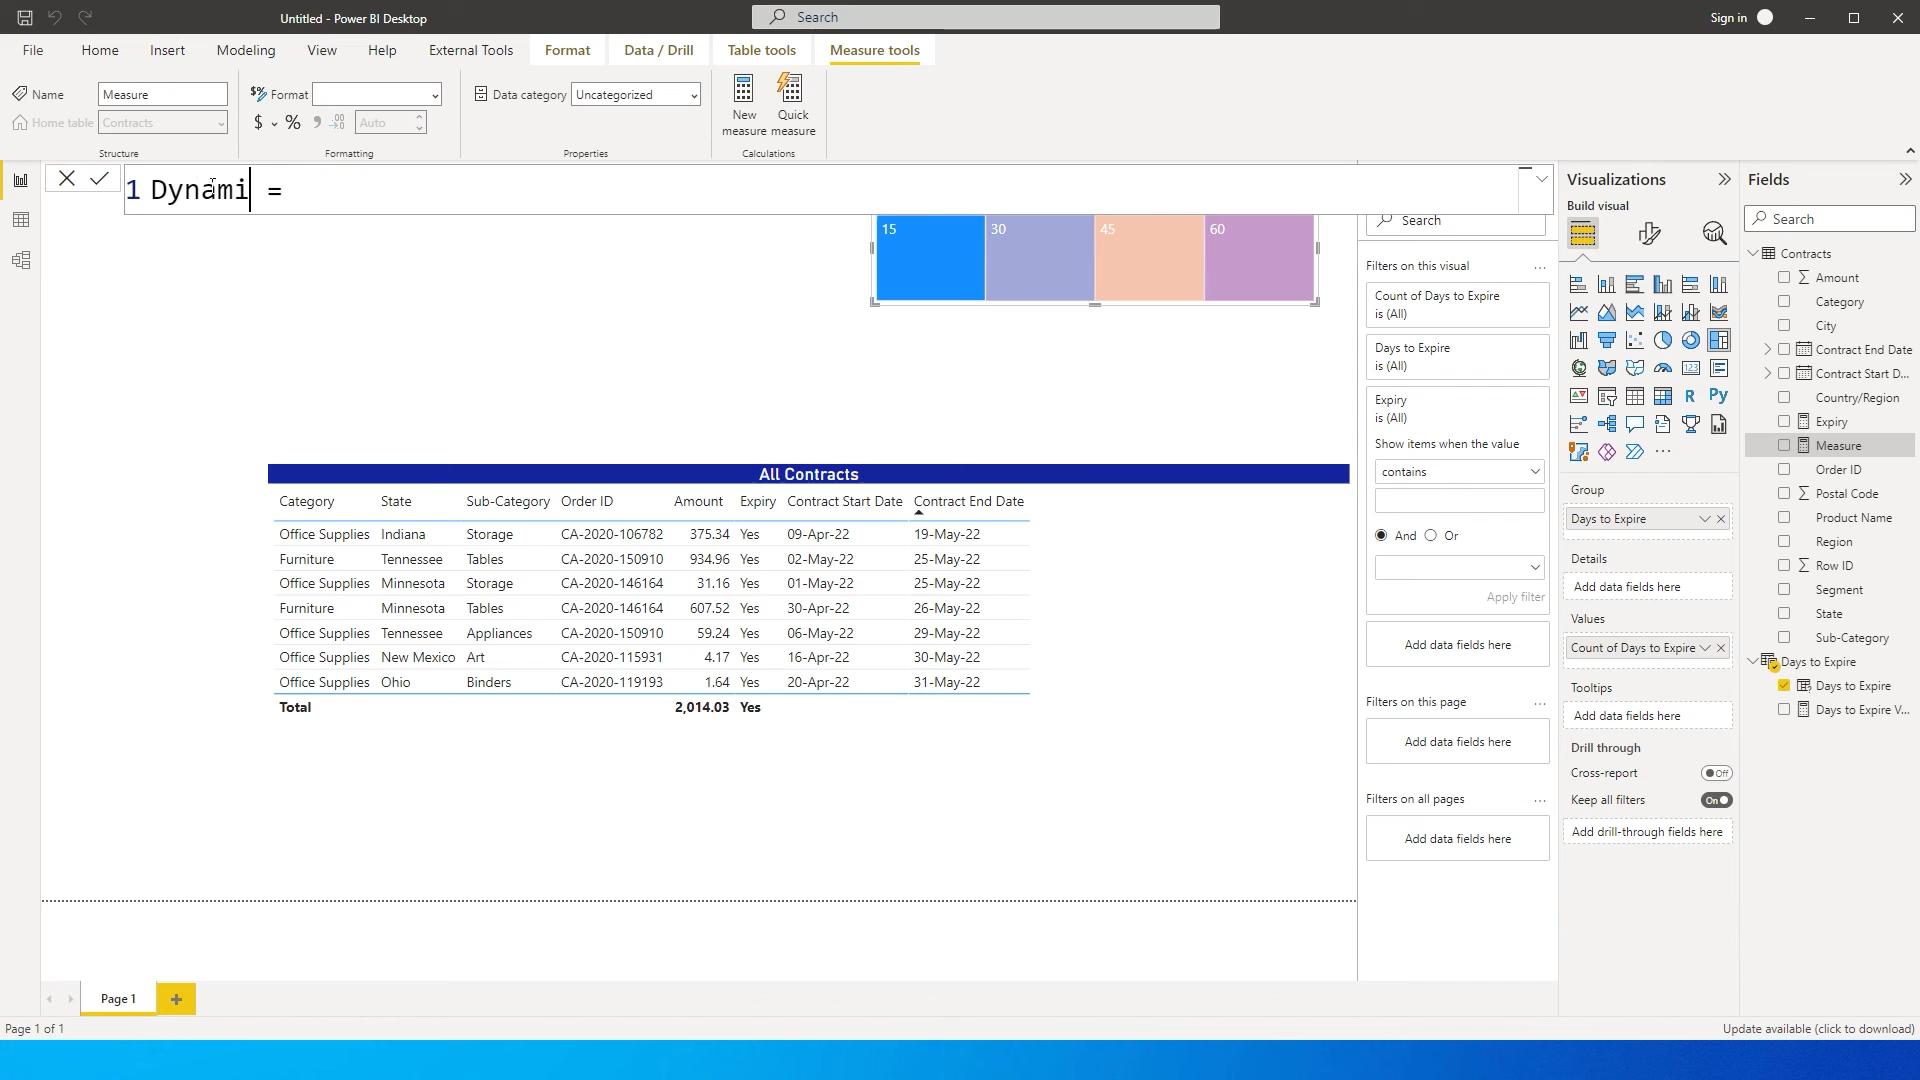 Untitled - Power BI Desktop
Search
Sign in
File
Home
Insert
Modeling
View
Help
External Tools
Format
Data / Drill
Table tools
Measure tools
Name
Measure
Home table
Contracts
Structure
Format
$
%
Auto
Formatting
Data category
Uncategorized
Properties
New
measure
Quick
measure
Calculations
1 Dynami =
15
30
45
60
All Contracts
Category State Sub-Category Order ID Amount Expiry Contract Start Date Contract End Date
Office Supplies Indiana Storage CA-2020-106782 375.34 Yes 09-Apr-22 19-May-22
Furniture Tennessee Tables CA-2020-150910 934.96 Yes 02-May-22 25-May-22
Office Supplies Minnesota Storage CA-2020-146164 31.16 Yes 01-May-22 25-May-22
Furniture Minnesota Tables CA-2020-146164 607.52 Yes 30-Apr-22 26-May-22
Office Supplies Tennessee Appliances CA-2020-150910 59.24 Yes 06-May-22 29-May-22
Office Supplies New Mexico Art CA-2020-115931 4.17 Yes 16-Apr-22 30-May-22
Office Supplies Ohio Binders CA-2020-119193 1.64 Yes 20-Apr-22 31-May-22
Total 2,014.03 Yes
Search
Filters on this visual
...
Count of Days to Expire
is (All)
Days to Expire
is (All)
Expiry
is (All)
Show items when the value
contains
And
Or
Apply filter
Add data fields here
Filters on this page
...
Add data fields here
Filters on all pages
...
Add data fields here
Visualizations
Build visual
123
R
Py
...
Group
Days to Expire
Details
Add data fields here
Values
Count of Days to Expire
Tooltips
Add data fields here
Drill through
Cross-report
Off
Keep all filters
On
Add drill-through fields here
Fields
Search
Contracts
Amount
Category
City
Contract End Date
Contract Start D...
Country/Region
Expiry
Measure
Order ID
Postal Code
Product Name
Region
Row ID
Segment
State
Sub-Category
Days to Expire
Days to Expire
Days to Expire V...
Page 1
+
Page 1 of 1
Update available (click to download)